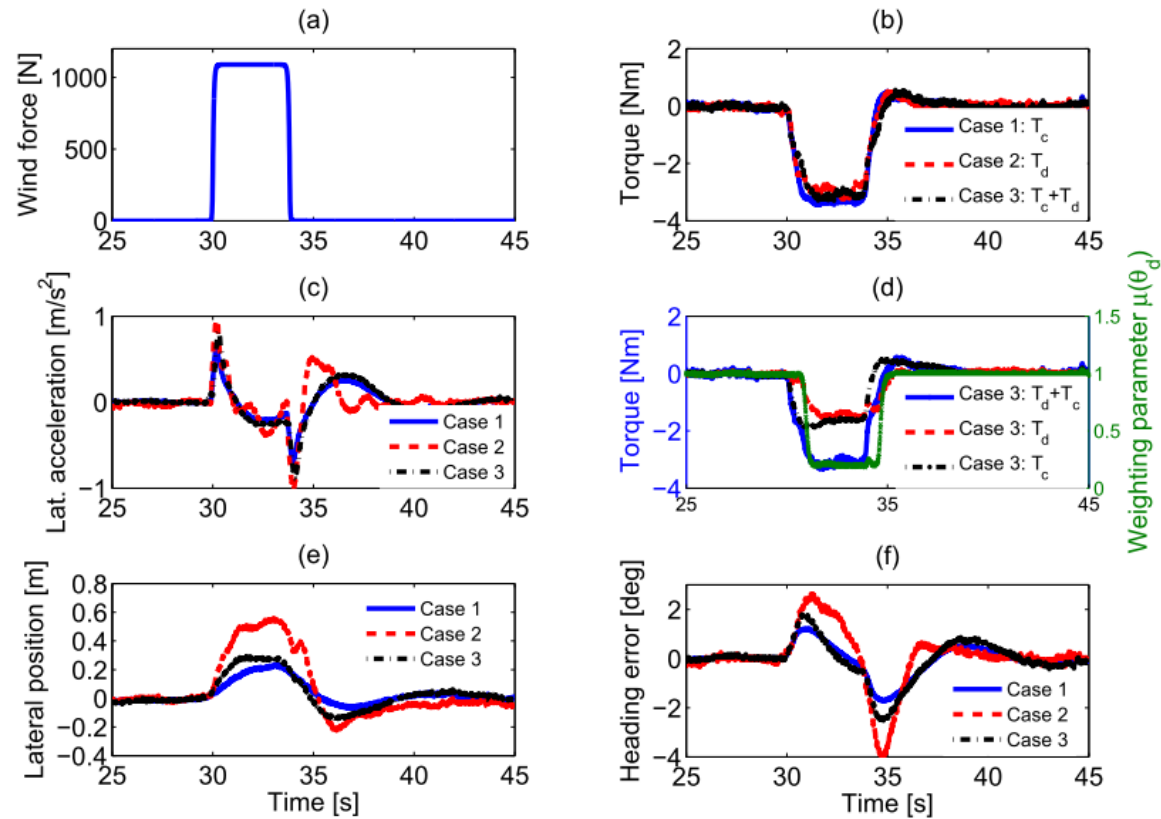 (a)
Wind force [N]
1000
500
0
25 30 35 40 45
(b)
Torque [Nm]
2
0
−2
−4
Case 1: T_c
Case 2: T_d
Case 3: T_c+T_d
25 30 35 40 45
(c)
Lat. acceleration [m/s²]
1
0
−1
Case 1
Case 2
Case 3
25 30 35 40 45
(d)
Torque [Nm]
2
0
−2
−4
Case 3: T_d+T_c
Case 3: T_d
Case 3: T_c
1.5
1
0.5
0
Weighting parameter μ(θ_d)
25 30 35 40 45
(e)
Lateral position [m]
0.8
0.6
0.4
0.2
0
−0.2
−0.4
Case 1
Case 2
Case 3
25 30 35 40 45
Time [s]
(f)
Heading error [deg]
2
0
−2
−4
Case 1
Case 2
Case 3
25 30 35 40 45
Time [s]